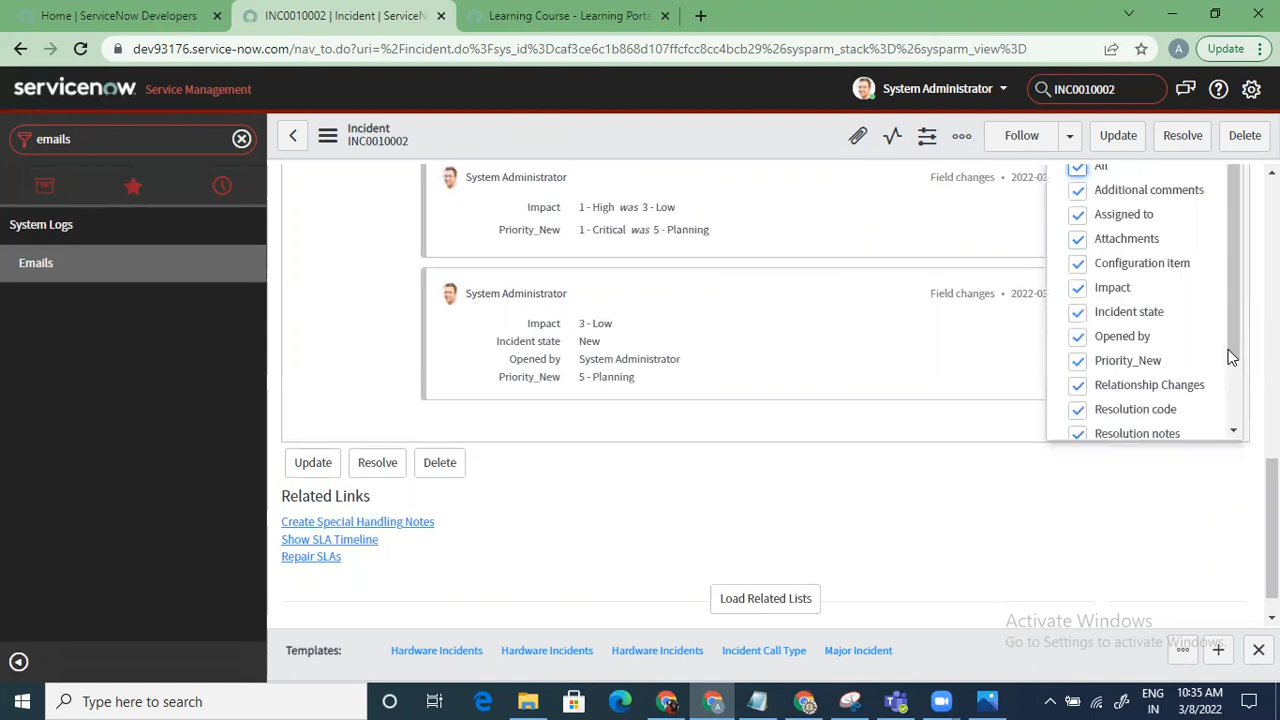 Home | ServiceNow Developers
INC0010002 | Incident | ServiceN
Learning Course - Learning Porta
dev93176.service-now.com/nav_to.do?uri=%2Fincident.do%3Fsys_id%3Dcaf3ce6c1b868d107ffcfcc8cc4bcb29%26sysparm_stack%3D%26sysparm_view%3D
A
Update
servicenow Service Management
System Administrator
INC0010002
emails
Incident
INC0010002
Follow
Update
Resolve
Delete
System Logs
Emails
System Administrator
Field changes • 2022-03
Impact 1 - High was 3 - Low
Priority_New 1 - Critical was 5 - Planning
System Administrator
Field changes • 2022-03
Impact 3 - Low
Incident state New
Opened by System Administrator
Priority_New 5 - Planning
All
Additional comments
Assigned to
Attachments
Configuration item
Impact
Incident state
Opened by
Priority_New
Relationship Changes
Resolution code
Resolution notes
Update
Resolve
Delete
Related Links
Create Special Handling Notes
Show SLA Timeline
Repair SLAs
Load Related Lists
Activate Windows
Go to Settings to activate Windows.
Templates: Hardware Incidents Hardware Incidents Hardware Incidents Incident Call Type Major Incident
Type here to search
ENG
IN
10:35 AM
3/8/2022